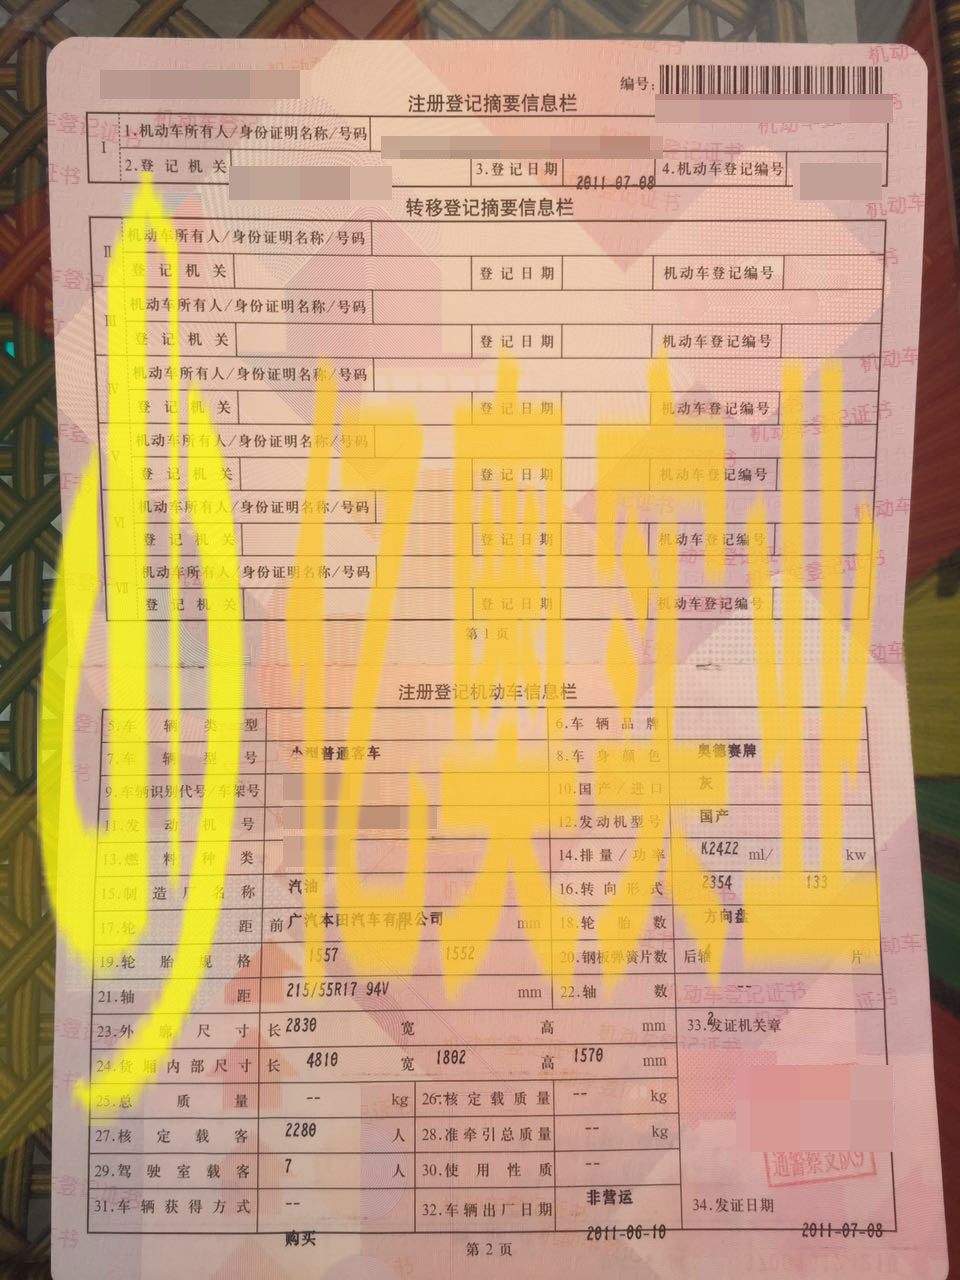 编号:
注册登记摘要信息栏
I 1.机动车所有人/身份证明名称/号码
2.登记机关 3.登记日期 2011-07-08 4.机动车登记编号
转移登记摘要信息栏
II 机动车所有人/身份证明名称/号码
登记机关 登记日期 机动车登记编号
III 机动车所有人/身份证明名称/号码
登记机关 登记日期 机动车登记编号
IV 机动车所有人/身份证明名称/号码
登记机关 登记日期 机动车登记编号
V 机动车所有人/身份证明名称/号码
登记机关 登记日期 机动车登记编号
VI 机动车所有人/身份证明名称/号码
登记机关 登记日期 机动车登记编号
VII 机动车所有人/身份证明名称/号码
登记机关 登记日期 机动车登记编号
第1页
注册登记机动车信息栏
5.车辆类型 6.车辆品牌
7.车辆型号 小型普通客车 8.车身颜色 奥德赛牌
9.车辆识别代号/车架号 10.国产/进口 灰
11.发动机号 12.发动机型号 国产
13.燃料种类 14.排量/功率 K24Z2 ml/ kw
15.制造厂名称 汽油 16.转向形式 2354 133
17.轮距 前 广汽本田汽车有限公司 mm 18.轮胎数 方向盘
19.轮胎规格 1557 1552 20.钢板弹簧片数 后轴 4 片
21.轴距 215/55R17 94V mm 22.轴数 --
23.外廓尺寸 长 2830 宽 高 mm 33.发证机关章 2
24.货厢内部尺寸 长 4810 宽 1802 高 1570 mm
25.总质量 -- kg 26.核定载质量 -- kg
27.核定载客 2280 人 28.准牵引总质量 -- kg
29.驾驶室载客 7 人 30.使用性质 --
31.车辆获得方式 -- 32.车辆出厂日期 非营运 34.发证日期
购买 2011-06-10 2011-07-08
第2页